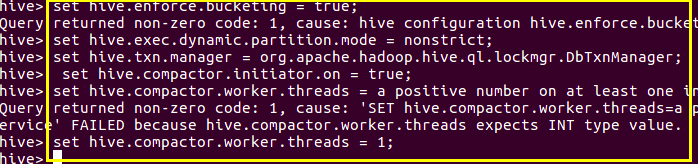 hive> set hive.enforce.bucketing = true;
Query returned non-zero code: 1, cause: hive configuration hive.enforce.bucket
hive> set hive.exec.dynamic.partition.mode = nonstrict;
hive> set hive.txn.manager = org.apache.hadoop.hive.ql.lockmgr.DbTxnManager;
hive>  set hive.compactor.initiator.on = true;
hive> set hive.compactor.worker.threads = a positive number on at least one in
Query returned non-zero code: 1, cause: 'SET hive.compactor.worker.threads=a p
ervice' FAILED because hive.compactor.worker.threads expects INT type value.
hive> set hive.compactor.worker.threads = 1;
hive>